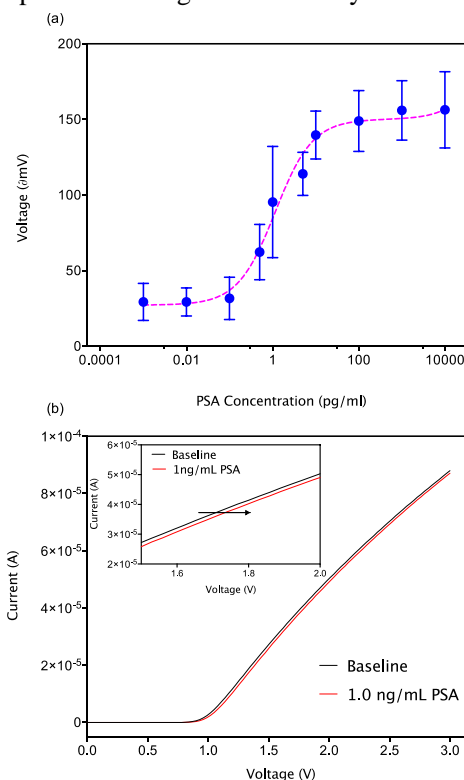 (a)
200
150
100
50
0
Voltage (∂mV)
0.0001 0.01 1 100 10000
PSA Concentration (pg/ml)
(b)
1×10⁻⁴
8×10⁻⁵
6×10⁻⁵
4×10⁻⁵
2×10⁻⁵
0
Current (A)
6×10⁻⁵
5×10⁻⁵
4×10⁻⁵
3×10⁻⁵
2×10⁻⁵
Current (A)
Baseline
1ng/mL PSA
1.6 1.8 2.0
Voltage (V)
Baseline
1.0 ng/mL PSA
0.0 0.5 1.0 1.5 2.0 2.5 3.0
Voltage (V)